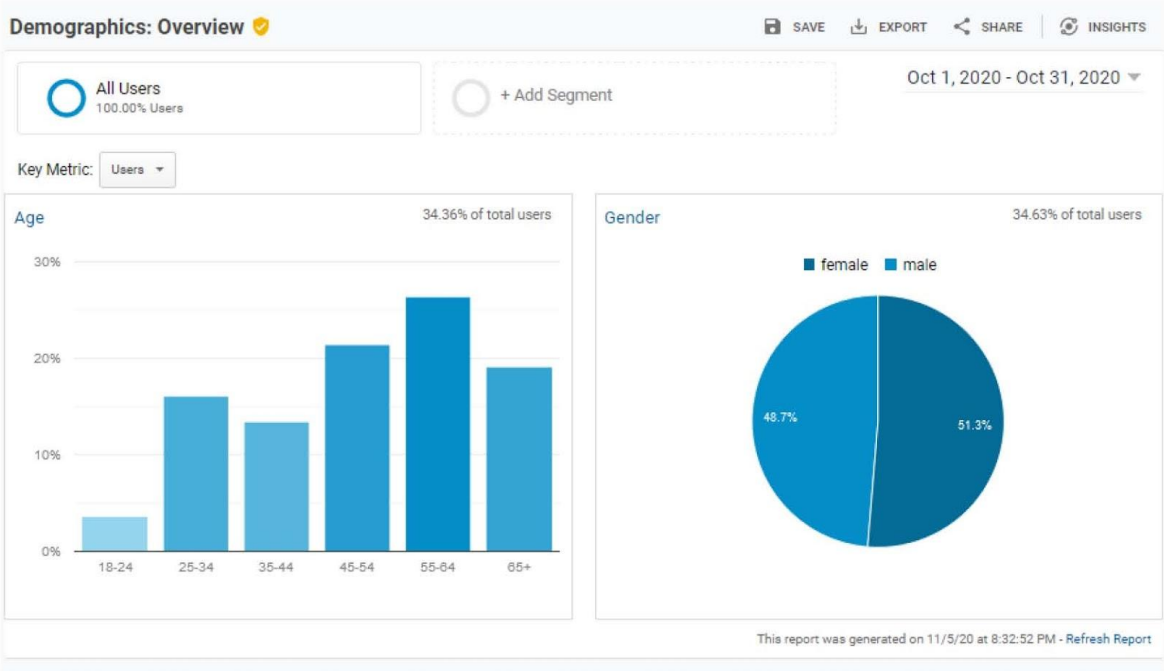 Demographics: Overview
SAVE
EXPORT
SHARE
INSIGHTS
All Users
100.00% Users
+ Add Segment
Oct 1, 2020 - Oct 31, 2020
Key Metric:
Users
Age
34.36% of total users
30%
20%
10%
0%
18-24
25-34
35-44
45-54
55-64
65+
Gender
34.63% of total users
female
male
48.7%
51.3%
This report was generated on 11/5/20 at 8:32:52 PM - Refresh Report